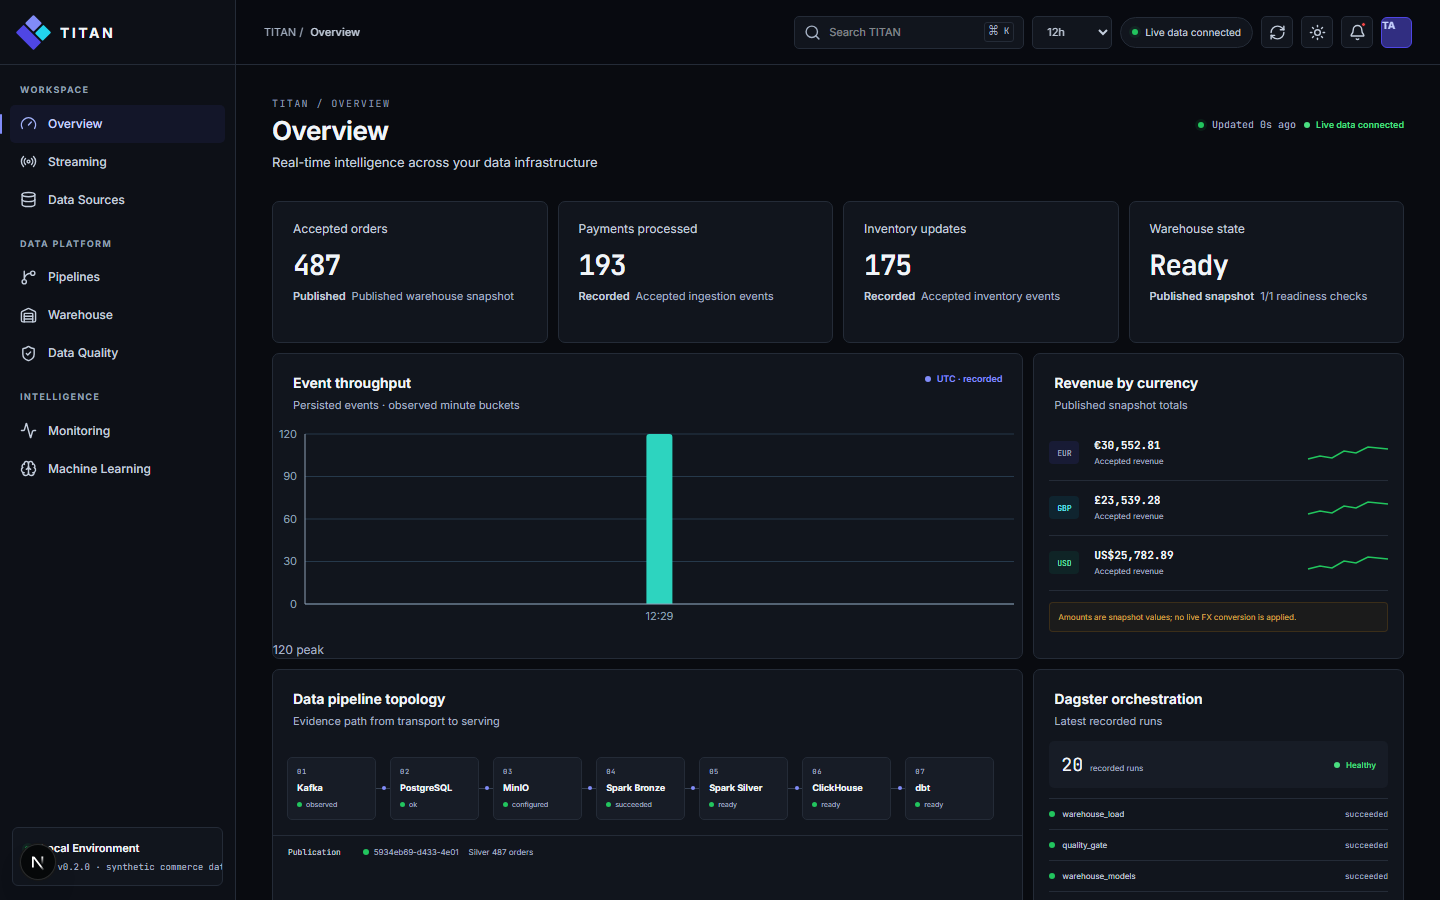 TITAN
TITAN / Overview
Search TITAN
⌘ K
12h
Live data connected
TA
WORKSPACE
Overview
Streaming
Data Sources
DATA PLATFORM
Pipelines
Warehouse
Data Quality
INTELLIGENCE
Monitoring
Machine Learning
TITAN / OVERVIEW
Overview
Real-time intelligence across your data infrastructure
Updated 0s ago
Live data connected
Accepted orders
487
Published Published warehouse snapshot
Payments processed
193
Recorded Accepted ingestion events
Inventory updates
175
Recorded Accepted inventory events
Warehouse state
Ready
Published snapshot 1/1 readiness checks
Event throughput
Persisted events · observed minute buckets
UTC · recorded
120
90
60
30
0
12:29
120 peak
Revenue by currency
Published snapshot totals
EUR
€30,552.81
Accepted revenue
GBP
£23,539.28
Accepted revenue
USD
US$25,782.89
Accepted revenue
Amounts are snapshot values; no live FX conversion is applied.
Data pipeline topology
Evidence path from transport to serving
01
Kafka
observed
02
PostgreSQL
ok
03
MinIO
configured
04
Spark Bronze
succeeded
05
Spark Silver
ready
06
ClickHouse
ready
07
dbt
ready
Publication
5934eb69-d433-4e01
Silver 487 orders
Dagster orchestration
Latest recorded runs
20 recorded runs
Healthy
warehouse_load
succeeded
quality_gate
succeeded
warehouse_models
succeeded
ocal Environment
v0.2.0 · synthetic commerce dat
N